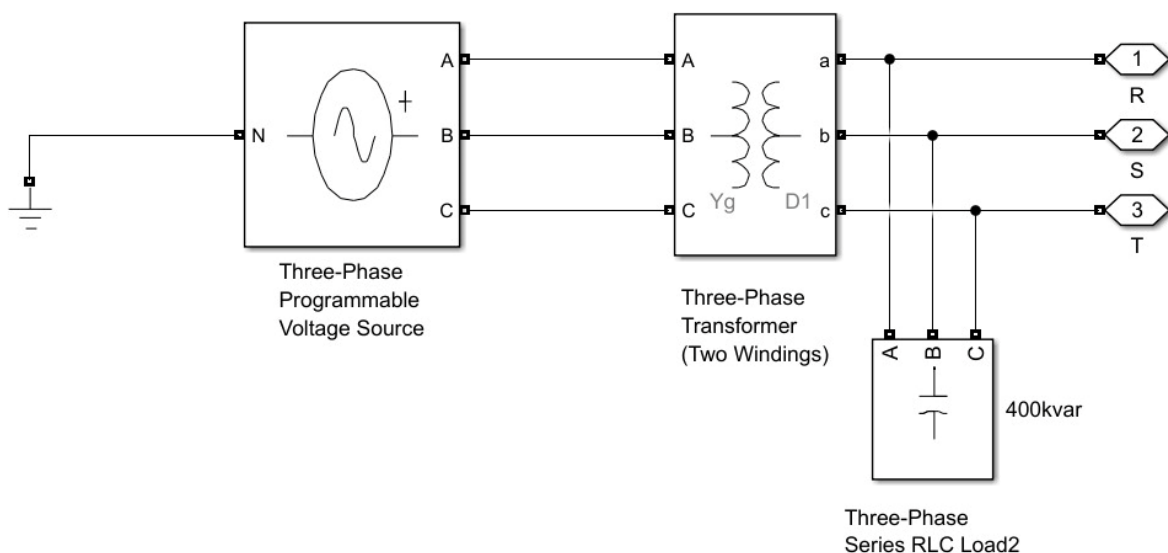 A
A
a
1
R
+
N
B
B
b
2
S
C
Yg
D1
C
c
3
T
Three-Phase
Programmable
Voltage Source
Three-Phase
Transformer
(Two Windings)
A
B
C
400kvar
Three-Phase
Series RLC Load2